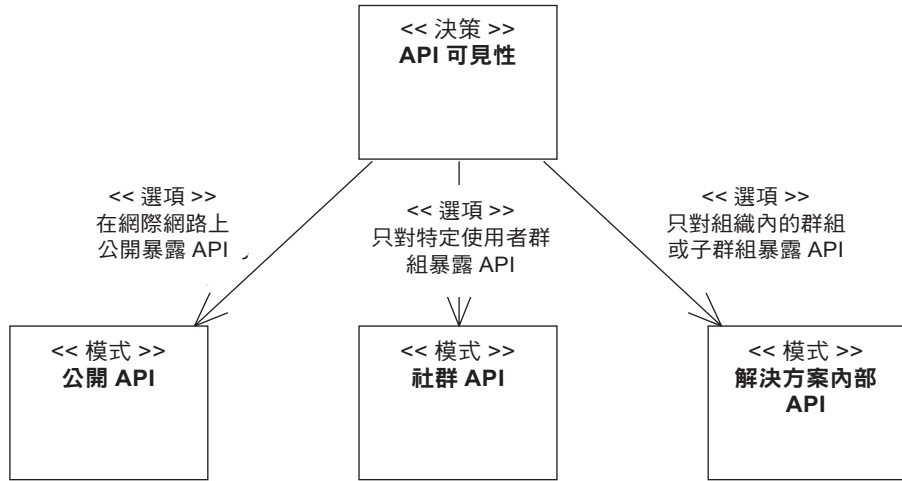 << 決策 >>
API 可見性
<< 選項 >>
在網際網路上
公開暴露 API
<< 選項 >>
只對特定使用者群
組暴露 API
<< 選項 >>
只對組織內的群組
或子群組暴露 API
<< 模式 >>
公開 API
<< 模式 >>
社群 API
<< 模式 >>
解決方案內部
API